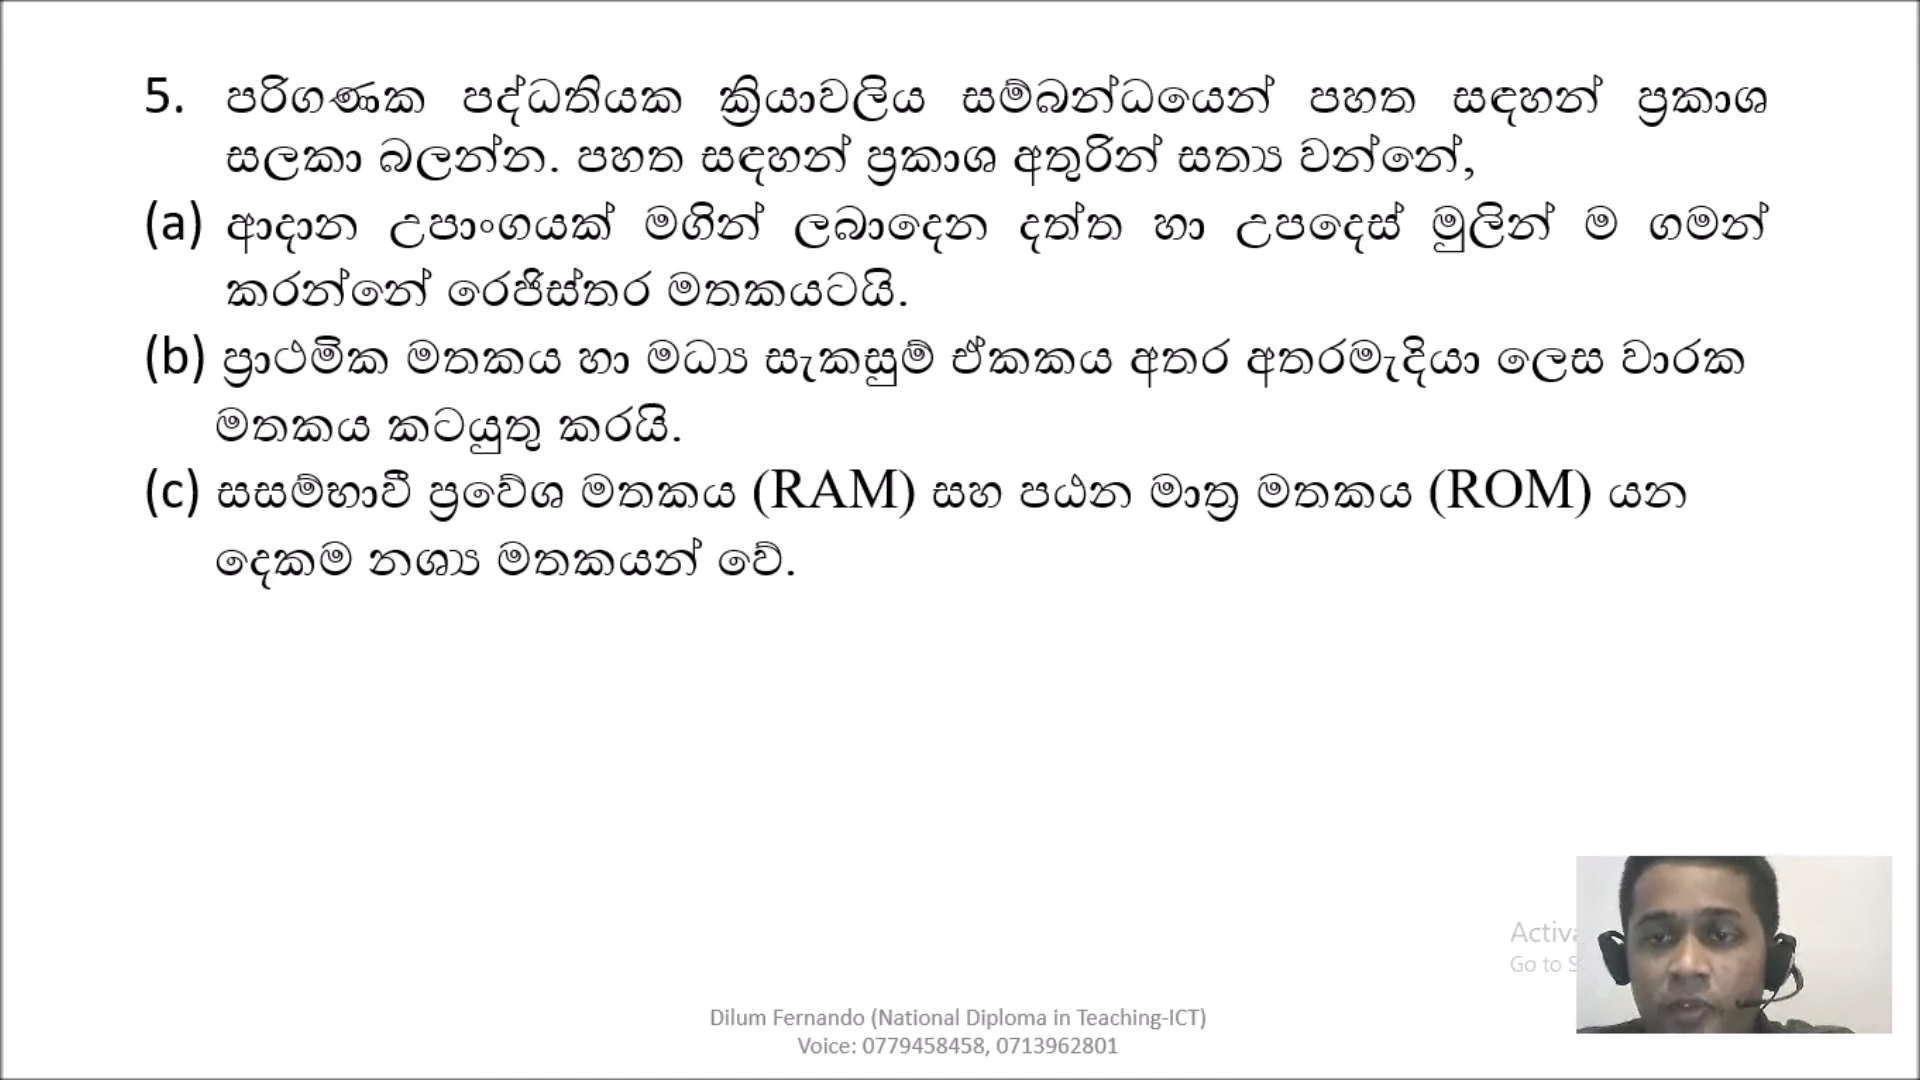 5. පරිගණක පද්ධතියක ක්‍රියාවලිය සම්බන්ධයෙන් පහත සඳහන් ප්‍රකාශ
සලකා බලන්න. පහත සඳහන් ප්‍රකාශ අතුරින් සත්‍ය වන්නේ,
(a) ආදාන උපාංගයක් මගින් ලබාදෙන දත්ත හා උපදෙස් මුලින් ම ගමන්
කරන්නේ රෙජිස්තර මතකයටයි.
(b) ප්‍රාථමික මතකය හා මධ්‍ය සැකසුම් ඒකකය අතර අතරමැදියා ලෙස වාරක
මතකය කටයුතු කරයි.
(c) සසම්භාවී ප්‍රවේශ මතකය (RAM) සහ පඨන මාත්‍ර මතකය (ROM) යන
දෙකම නශ්‍ය මතකයන් වේ.
Go to
Dilum Fernando (National Diploma in Teaching-ICT)
Voice: 0779458458, 0713962801